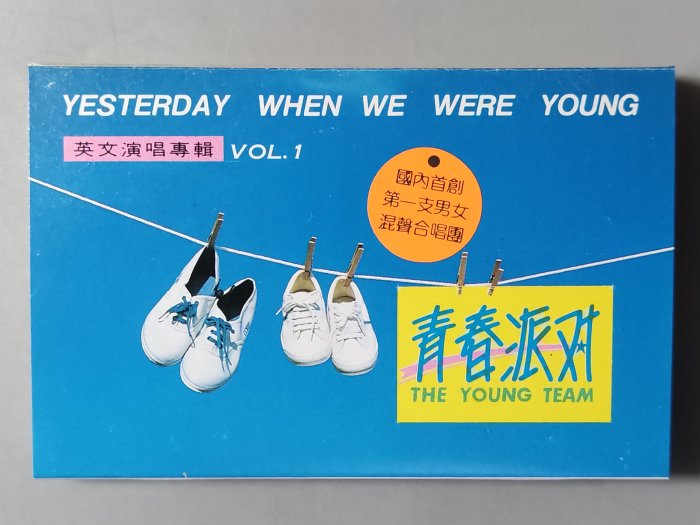 YESTERDAY WHEN WE WERE YOUNG
英文演唱專輯 VOL.1
國內首創
第一支男女
混聲合唱團
青春派对
THE YOUNG TEAM